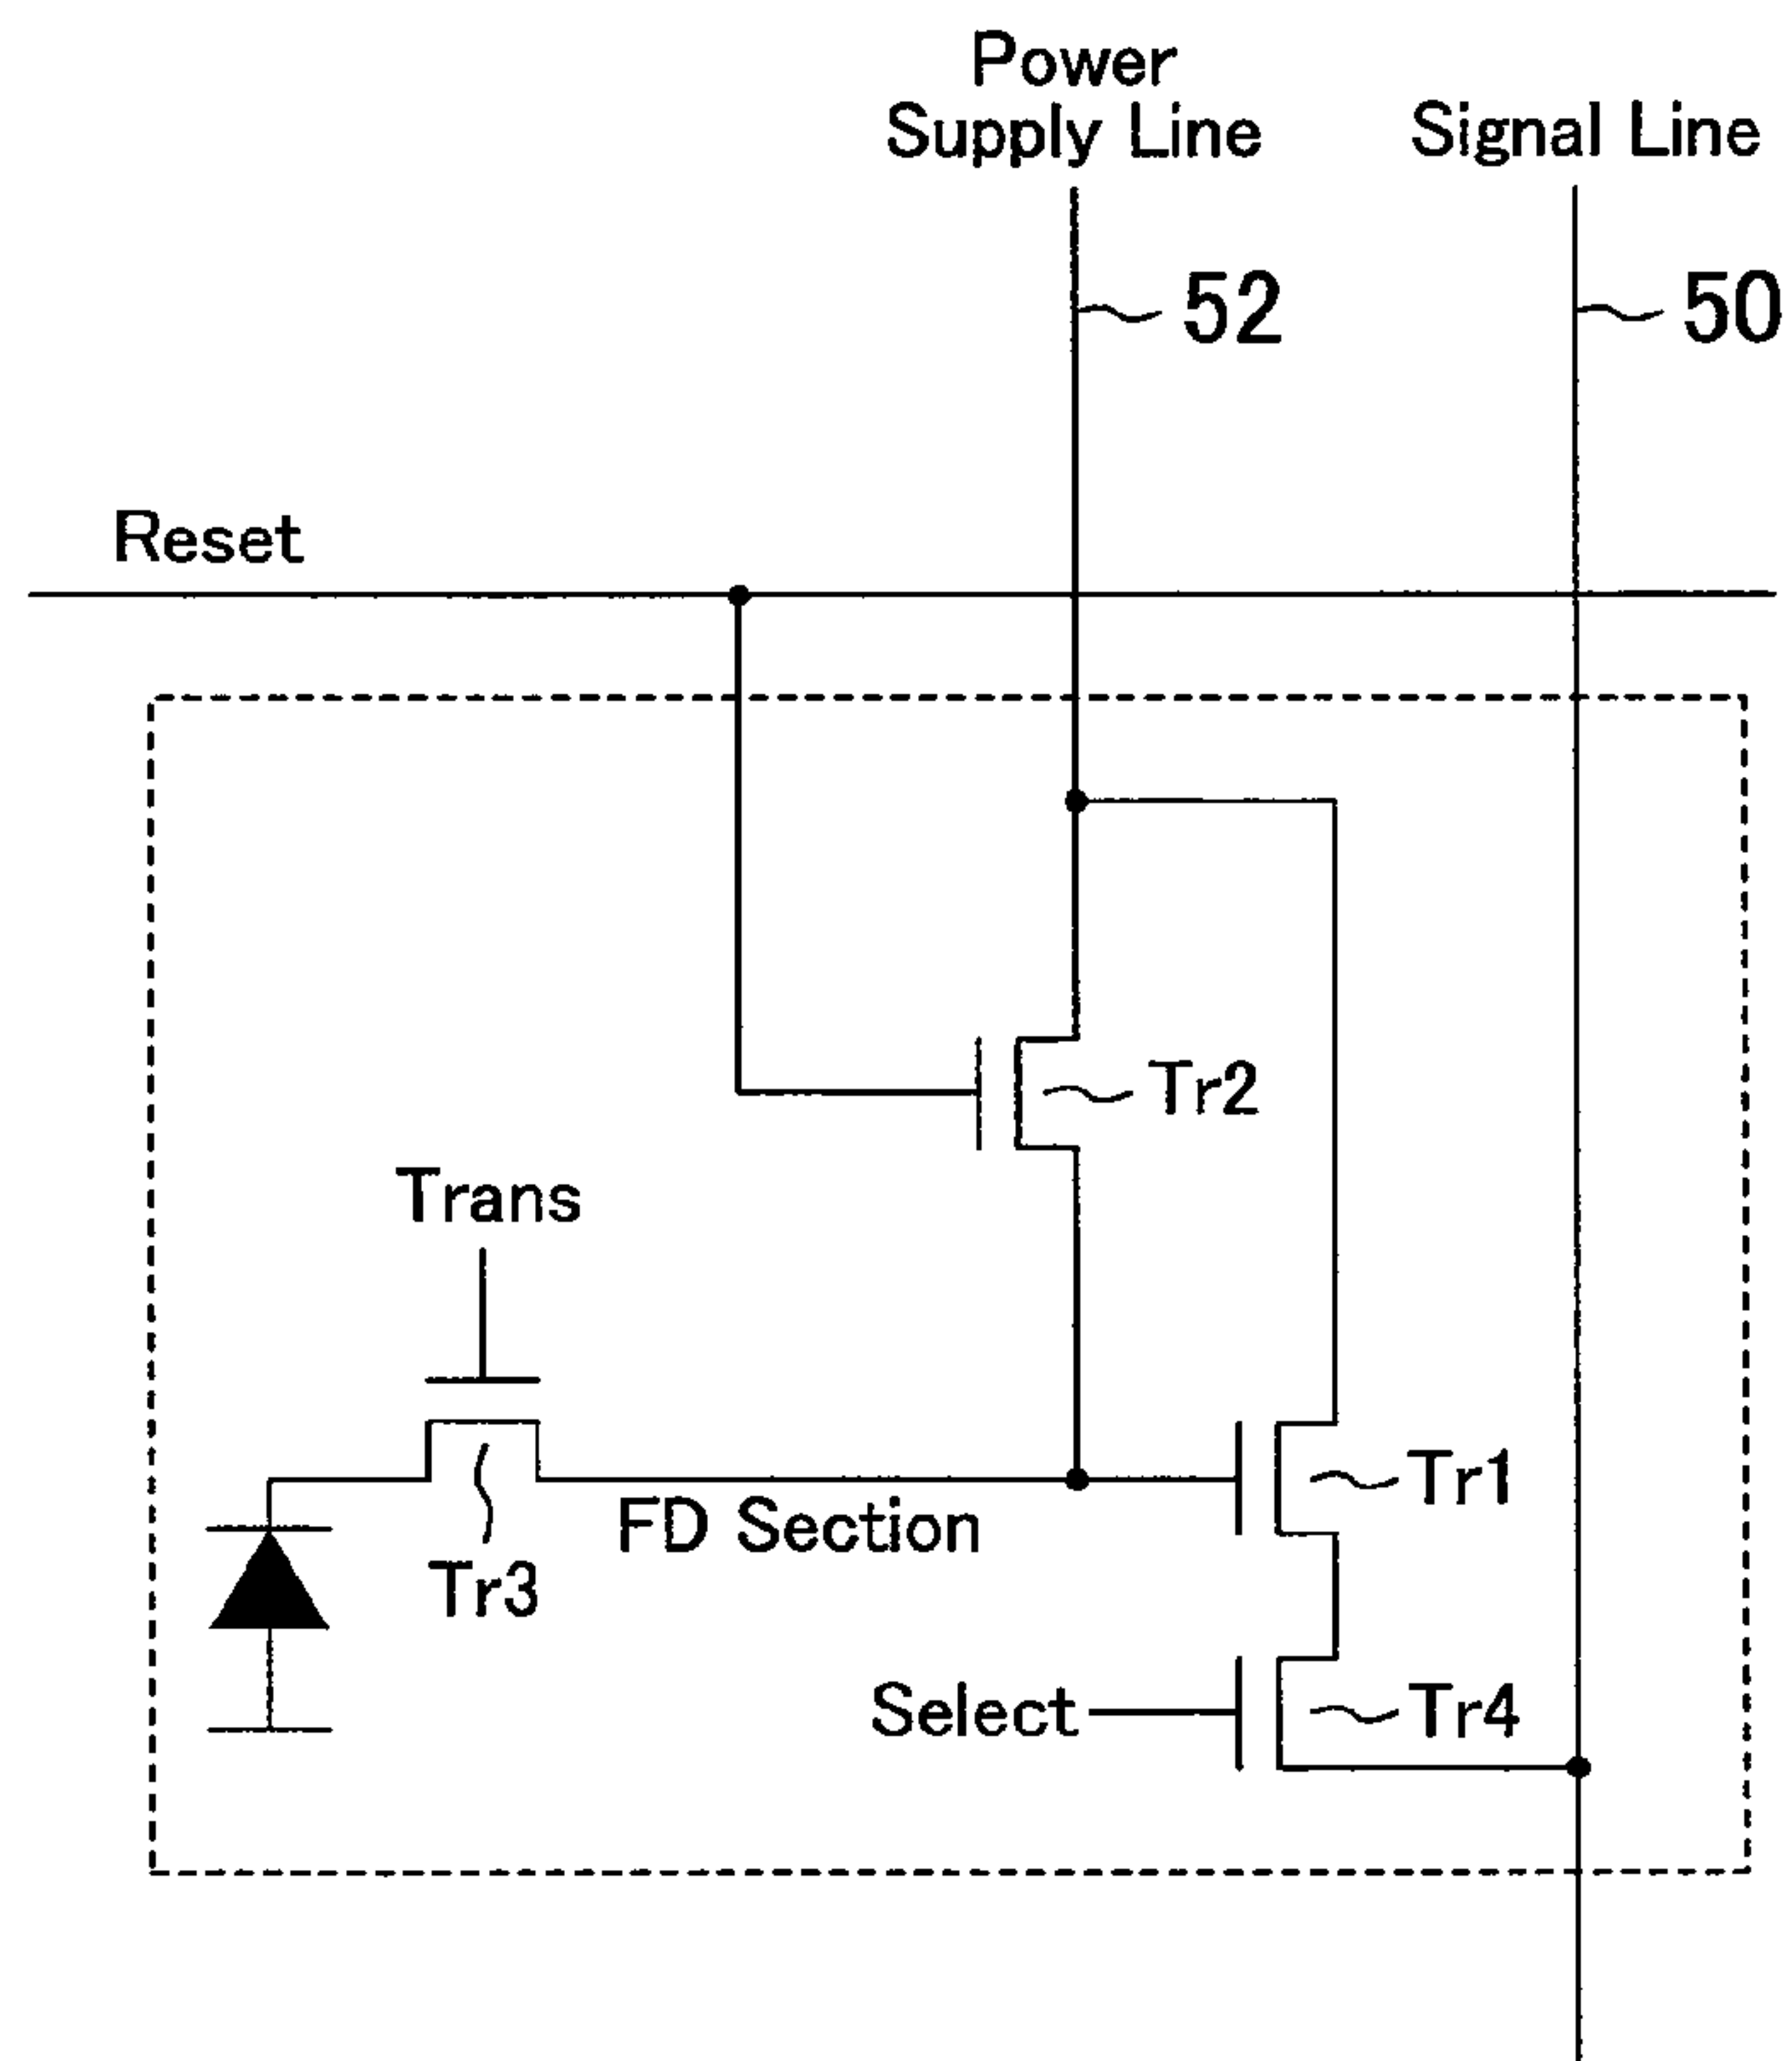 Power
Supply Line
Signal Line
52
50
Reset
Tr2
Trans
Tr1
FD Section
Tr3
Select
Tr4